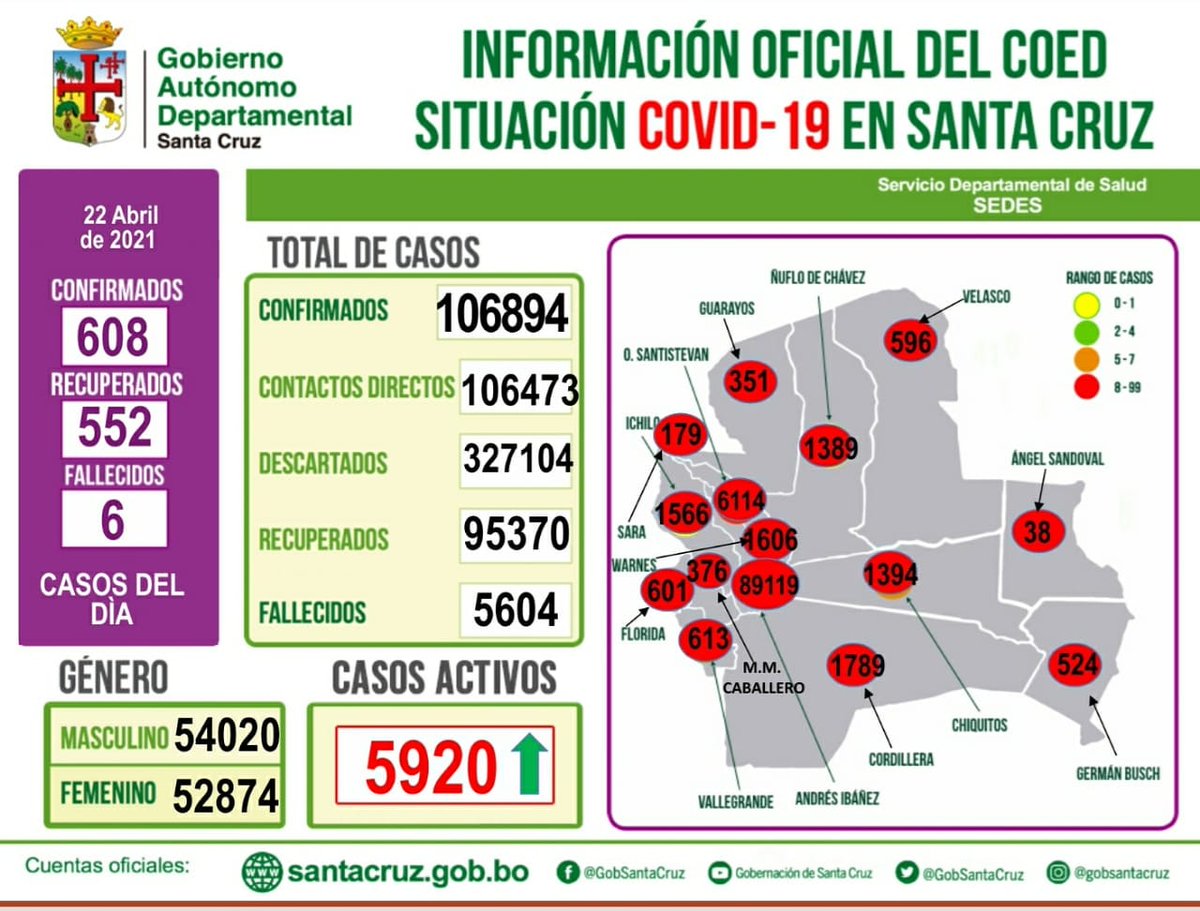 Gobierno
Autónomo
Departamental
Santa Cruz
INFORMACIÓN OFICIAL DEL COED
SITUACIÓN COVID-19 EN SANTA CRUZ
Servicio Departamental de Salud
SEDES
22 Abril
de 2021
CONFIRMADOS
608
RECUPERADOS
552
FALLECIDOS
6
CASOS DEL
DÌA
TOTAL DE CASOS
CONFIRMADOS 106894
CONTACTOS DIRECTOS 106473
DESCARTADOS 327104
RECUPERADOS 95370
FALLECIDOS 5604
GÉNERO
MASCULINO 54020
FEMENINO 52874
CASOS ACTIVOS
5920
RANGO DE CASOS
0 - 1
2 - 4
5 - 7
8 - 99
ÑUFLO DE CHÁVEZ
VELASCO
GUARAYOS
596
O. SANTISTEVAN
351
ICHILO
179
1389
ÁNGEL SANDOVAL
6114
1566
SARA
1606
38
WARNES
376
1394
601
89119
FLORIDA
613
M.M.
CABALLERO
1789
524
CHIQUITOS
CORDILLERA
GERMÁN BUSCH
VALLEGRANDE
ANDRÉS IBÁÑEZ
Cuentas oficiales:
www
santacruz.gob.bo
@GobSantaCruz
Gobernación de Santa Cruz
@GobSantaCruz
@gobsantacruz